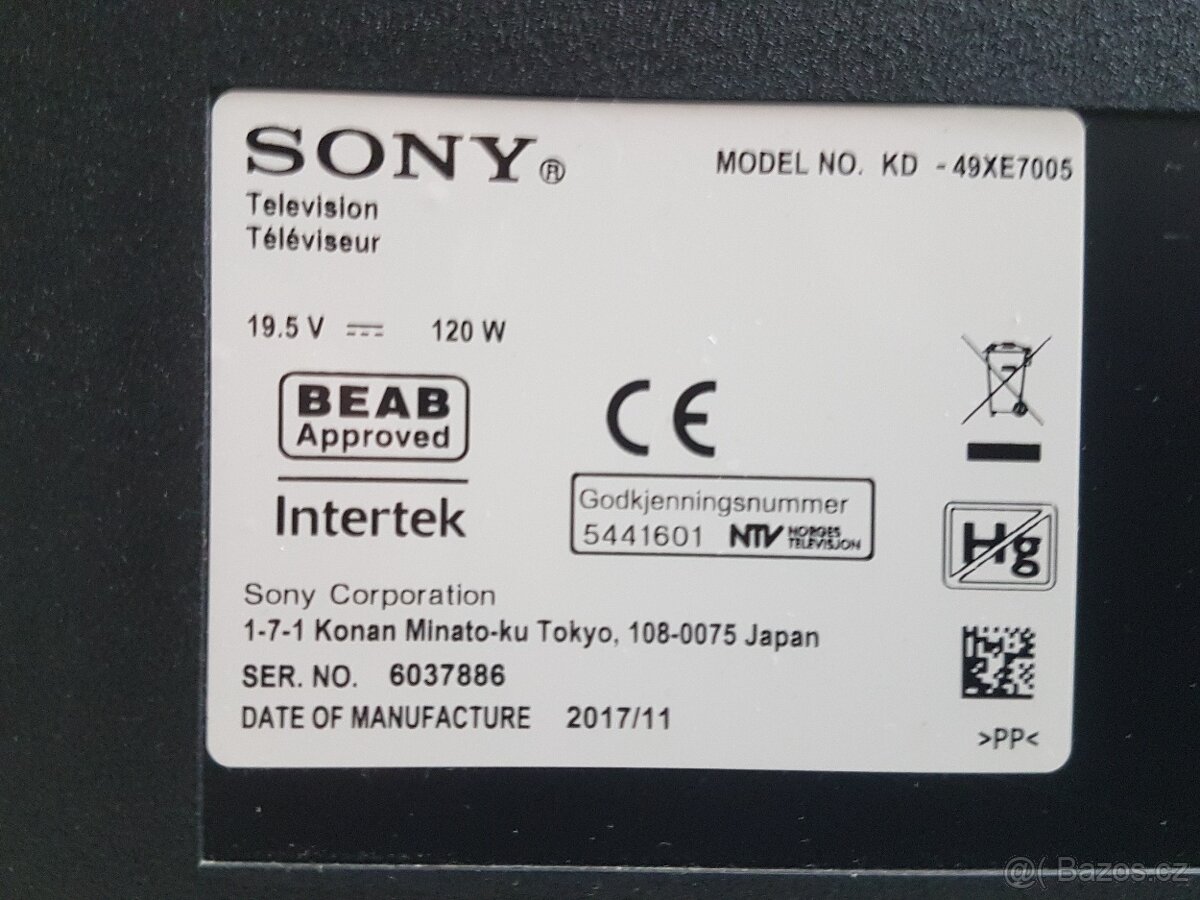 SONY®
MODEL NO. KD -49XE7005
Television
Téléviseur
19.5 V ⎓ 120 W
BEAB
Approved
Intertek
CE
Godkjenningsnummer
5441601 NTV NORGES TELEVISJON
Hg
Sony Corporation
1-7-1 Konan Minato-ku Tokyo, 108-0075 Japan
SER. NO. 6037886
DATE OF MANUFACTURE 2017/11
>PP<
@( Bazos.cz